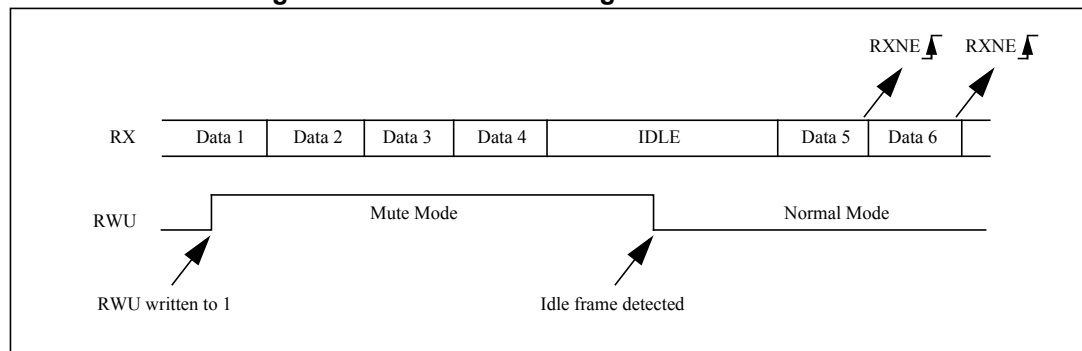 RXNE RXNE
RX Data 1 Data 2 Data 3 Data 4 IDLE Data 5 Data 6
RWU Mute Mode Normal Mode
RWU written to 1 Idle frame detected